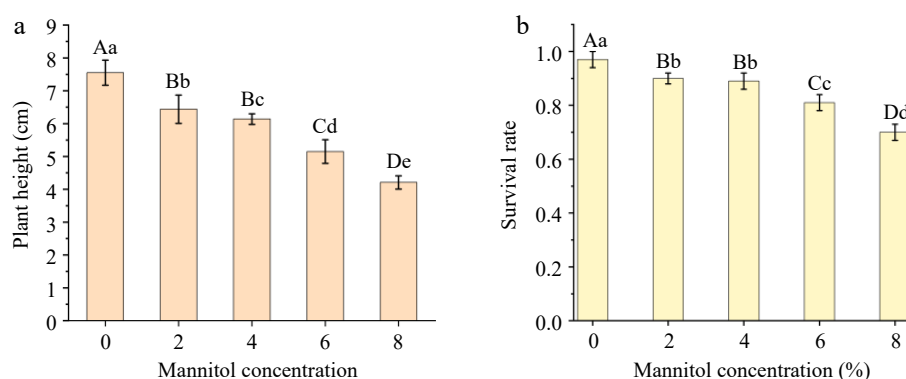 a
9
8
7
6
5
4
3
2
1
0
Plant height (cm)
Aa
Bb
Bc
Cd
De
0 2 4 6 8
Mannitol concentration
b
1.0
0.8
0.6
0.4
0.2
0.0
Survival rate
Aa
Bb
Bb
Cc
Dd
0 2 4 6 8
Mannitol concentration (%)